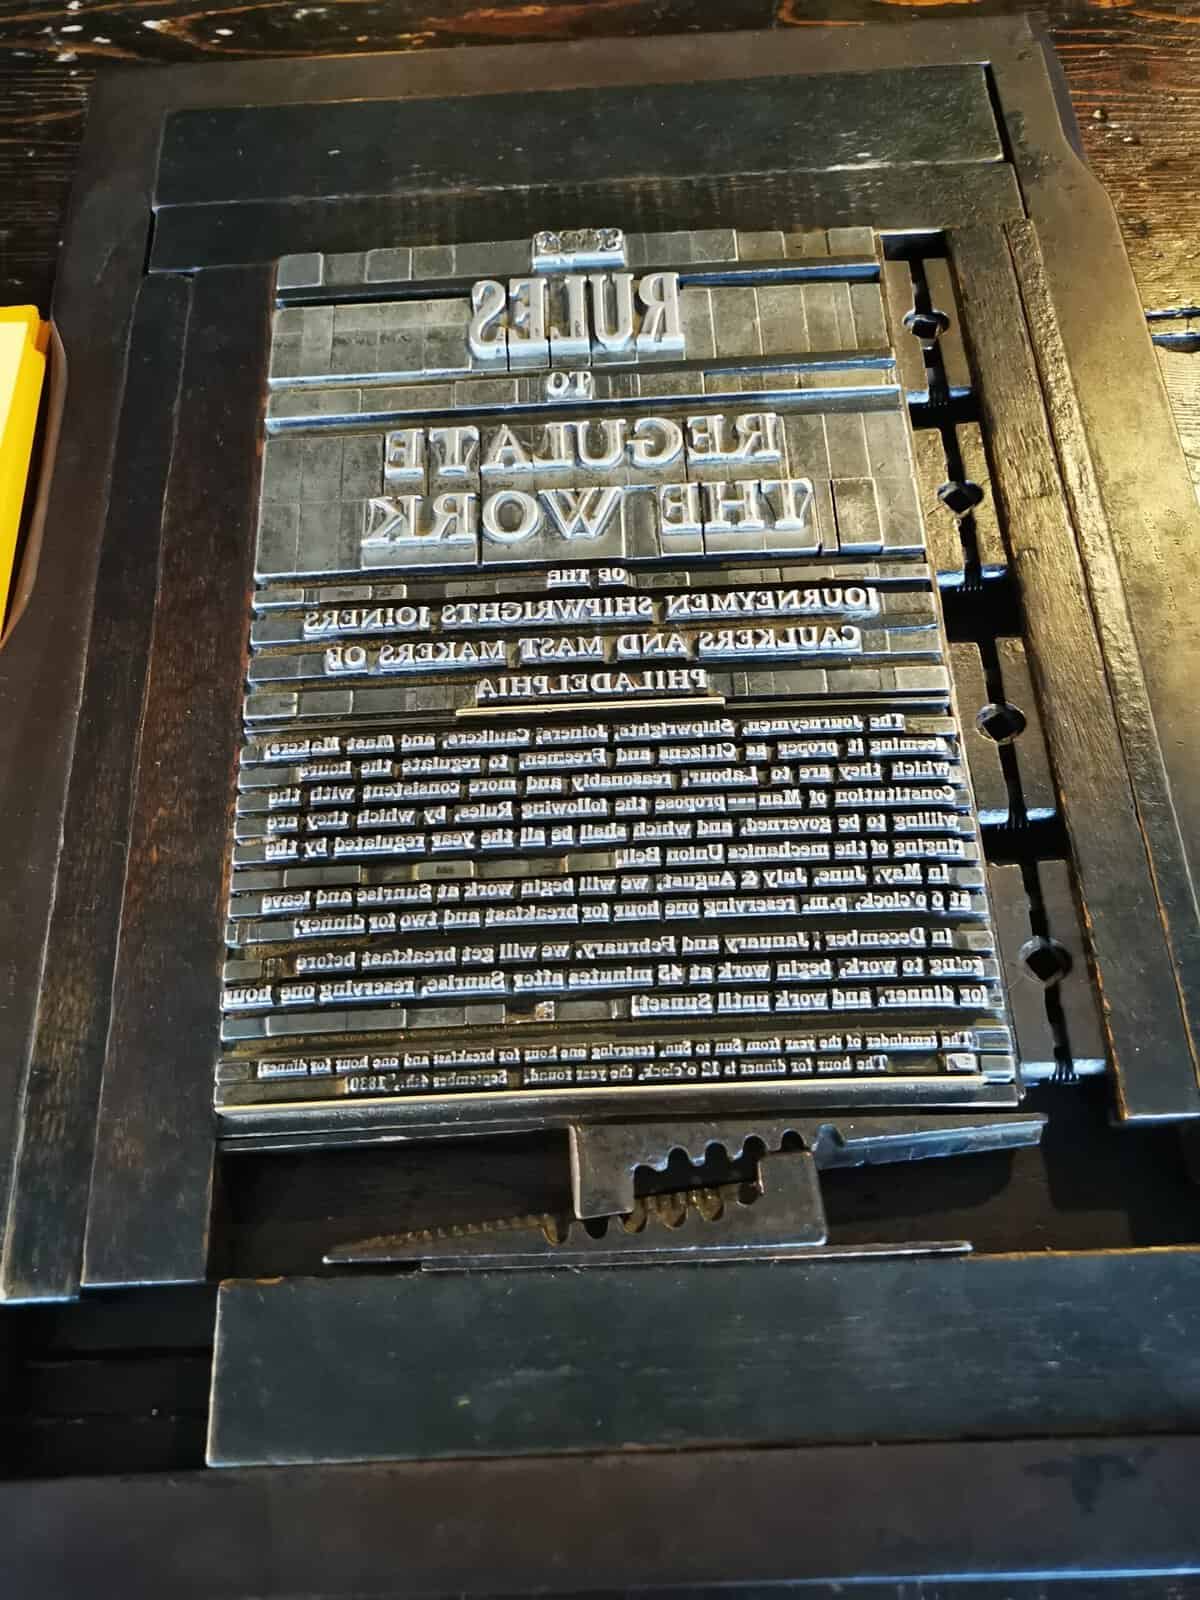 RULES
TO
REGULATE
THE WORK
OF THE
JOURNEYMEN SHIPWRIGHTS JOINERS
CAULKERS AND MAST MAKERS OF
PHILADELPHIA
The Journeymen, Shipwrights, Joiners, Caulkers, and Mast Makers
deeming it proper as Citizens and Freemen, to regulate the hours
which they are to Labour, reasonably and more consistent with the
Constitution of Man—propose the following Rules, by which they are
willing to be governed, and which shall be all the year regulated by the
ringing of the mechanics Union Bell.
In May, June, July & August, we will begin work at Sunrise and leave
at 6 o'clock, p.m. reserving one hour for breakfast and two for dinner,
In December, January and February, we will get breakfast before
going to work, begin work at 45 minutes after Sunrise, reserving one hour
for dinner, and work until Sunset
The remainder of the year from Sun to Sun, reserving one hour for breakfast and one hour for dinner.
The hour for dinner is 12 o'clock, the year round. September 4th,